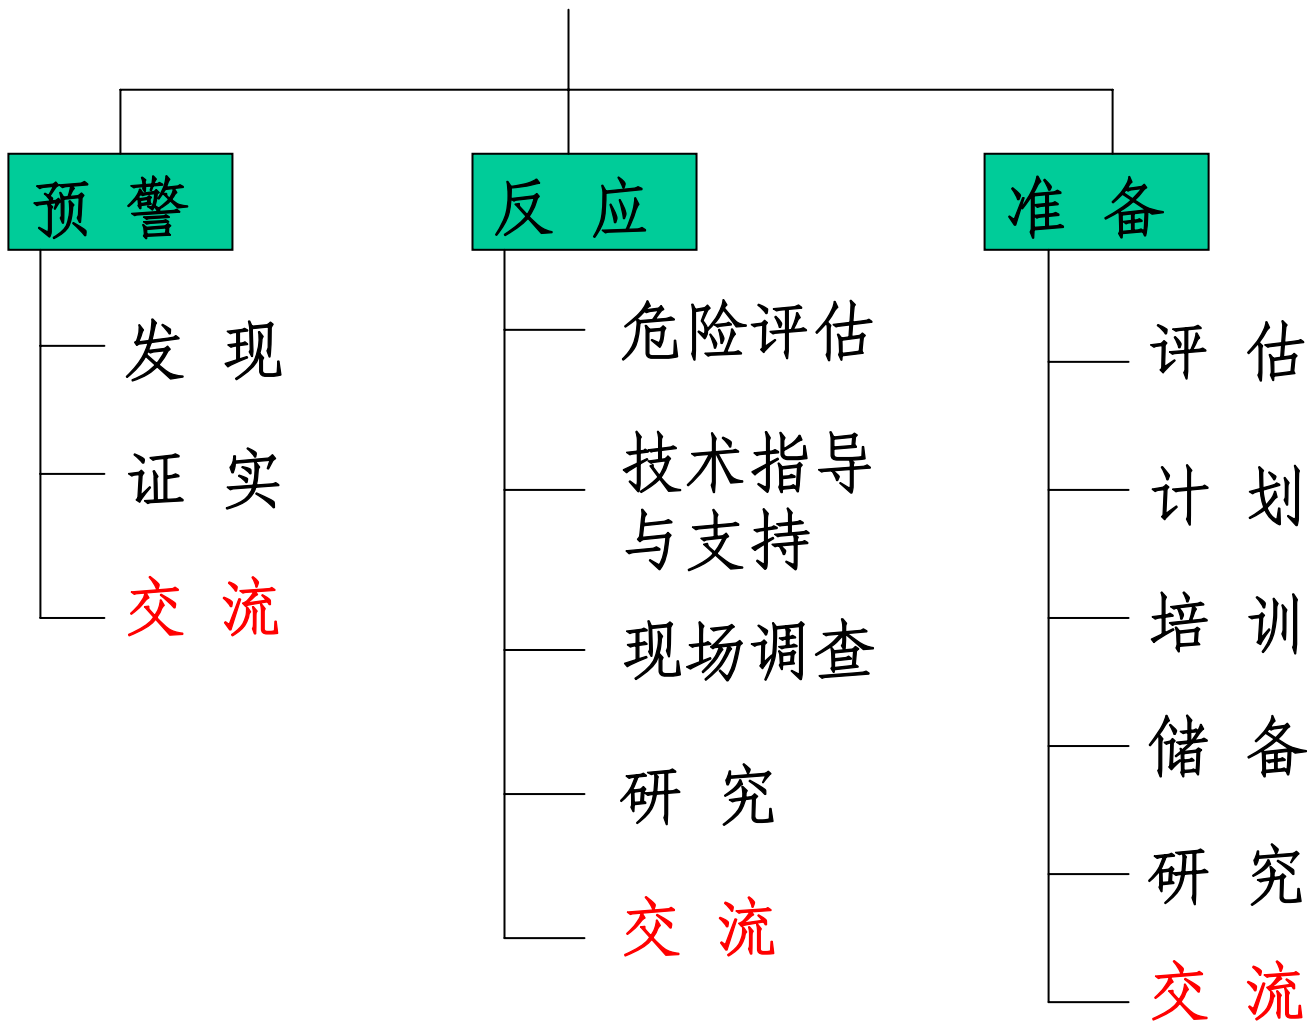 预 警
发 现
证 实
交 流
反 应
危险评估
技术指导
与支持
现场调查
研 究
交 流
准 备
评 估
计 划
培 训
储 备
研 究
交 流